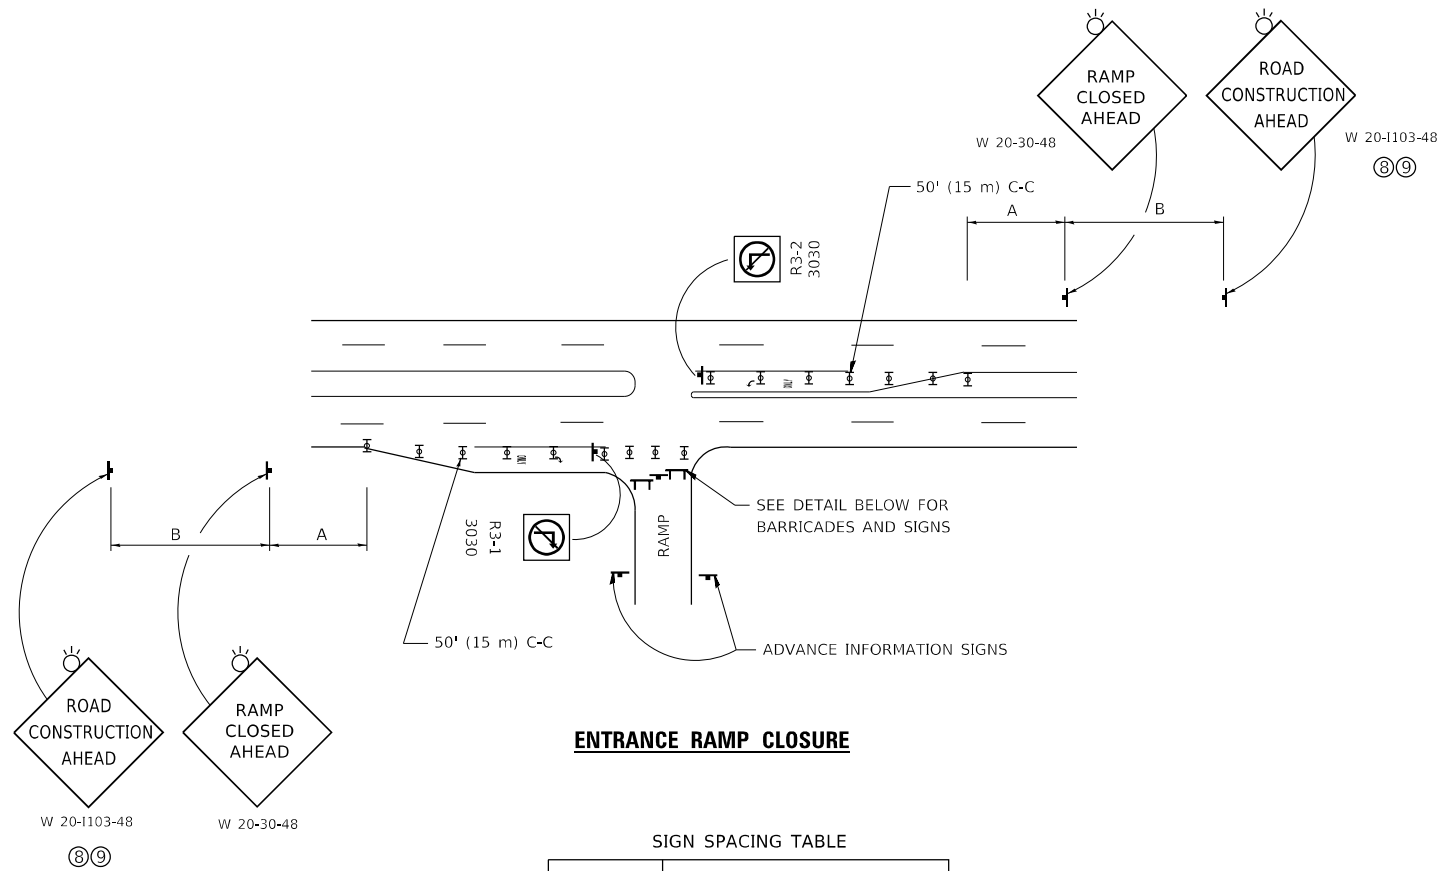 RAMP
CLOSED
AHEAD
W 20-30-48
ROAD
CONSTRUCTION
AHEAD
W 20-I103-48
⑧⑨
50' (15 m) C-C
A
B
R3-2
3030
ONLY
ONLY
B
A
R3-1
3030
RAMP
SEE DETAIL BELOW FOR
BARRICADES AND SIGNS
50' (15 m) C-C
ADVANCE INFORMATION SIGNS
ROAD
CONSTRUCTION
AHEAD
W 20-I103-48
⑧⑨
RAMP
CLOSED
AHEAD
W 20-30-48
ENTRANCE RAMP CLOSURE
SIGN SPACING TABLE